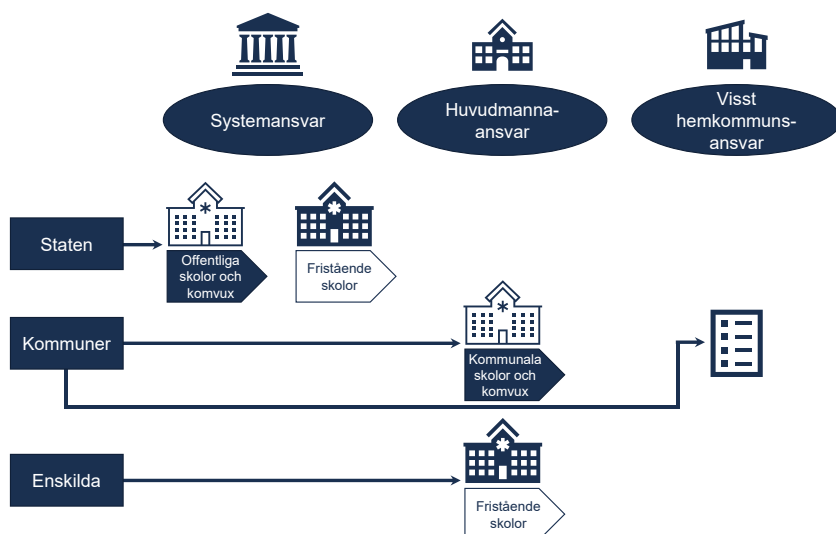 Systemansvar
Huvudmanna-
ansvar
Visst
hemkommuns-
ansvar
Staten
Offentliga
skolor och
komvux
Fristående
skolor
Kommuner
Kommunala
skolor och
komvux
Enskilda
Fristående
skolor